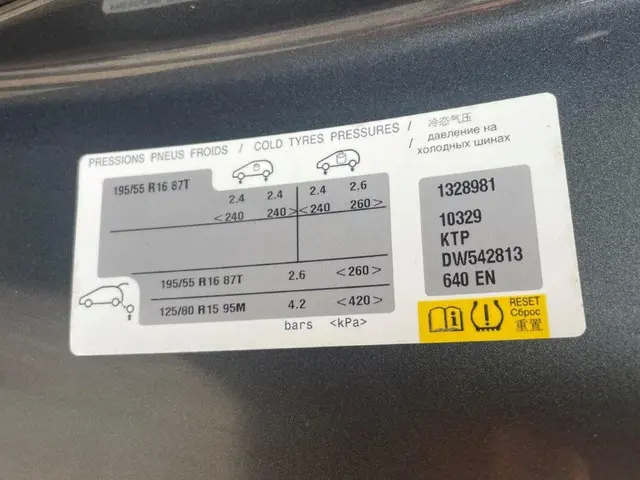 PRESSIONS PNEUS FROIDS / COLD TYRES PRESSURES / 冷态气压
/ давление на
холодных шинах
195/55 R16 87T
2.4 2.4 2.4 2.6
<240 240> <240 260>
195/55 R16 87T 2.6 <260>
125/80 R15 95M 4.2 <420>
bars <kPa>
1328981
10329
KTP
DW542813
640 EN
RESET
Сброс
重置